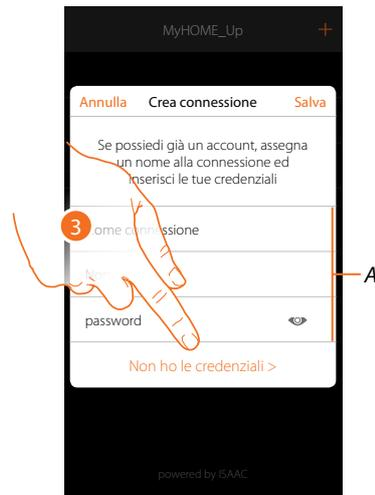 MyHOME_Up +
Annulla Crea connessione Salva
Se possiedi già un account, assegna
un nome alla connessione ed
inserisci le tue credenziali
3
connessione
A
password
Non ho le credenziali >
powered by ISAAC